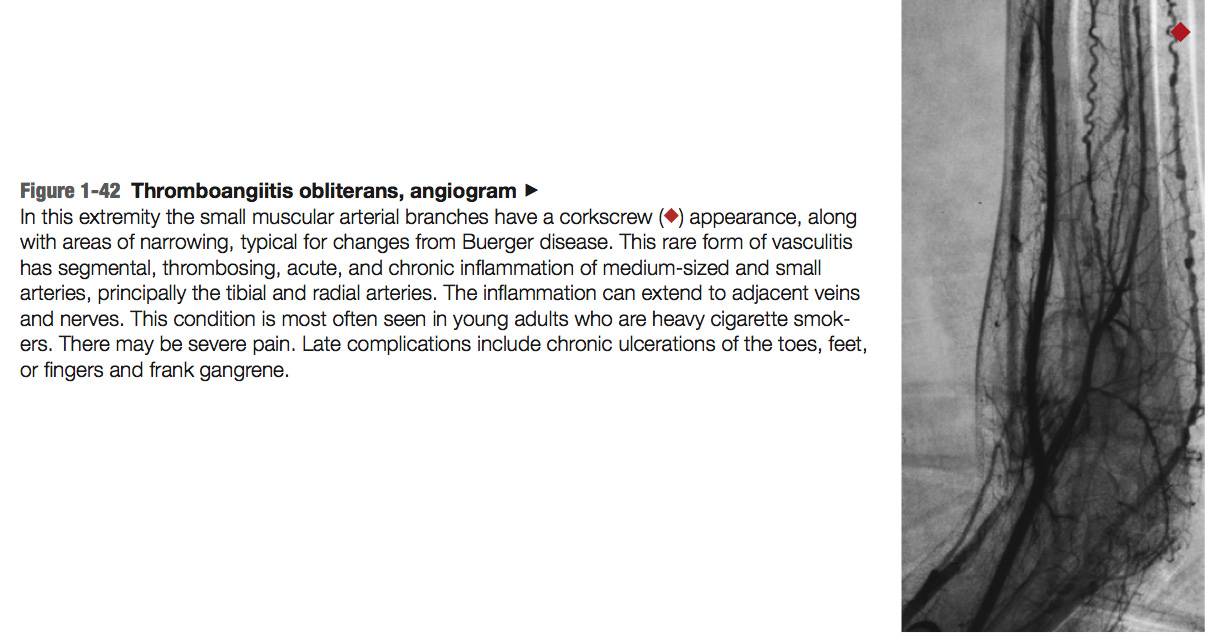 Figure 1-42 Thromboangiitis obliterans, angiogram ►
In this extremity the small muscular arterial branches have a corkscrew (◆) appearance, along
with areas of narrowing, typical for changes from Buerger disease. This rare form of vasculitis
has segmental, thrombosing, acute, and chronic inflammation of medium-sized and small
arteries, principally the tibial and radial arteries. The inflammation can extend to adjacent veins
and nerves. This condition is most often seen in young adults who are heavy cigarette smok-
ers. There may be severe pain. Late complications include chronic ulcerations of the toes, feet,
or fingers and frank gangrene.